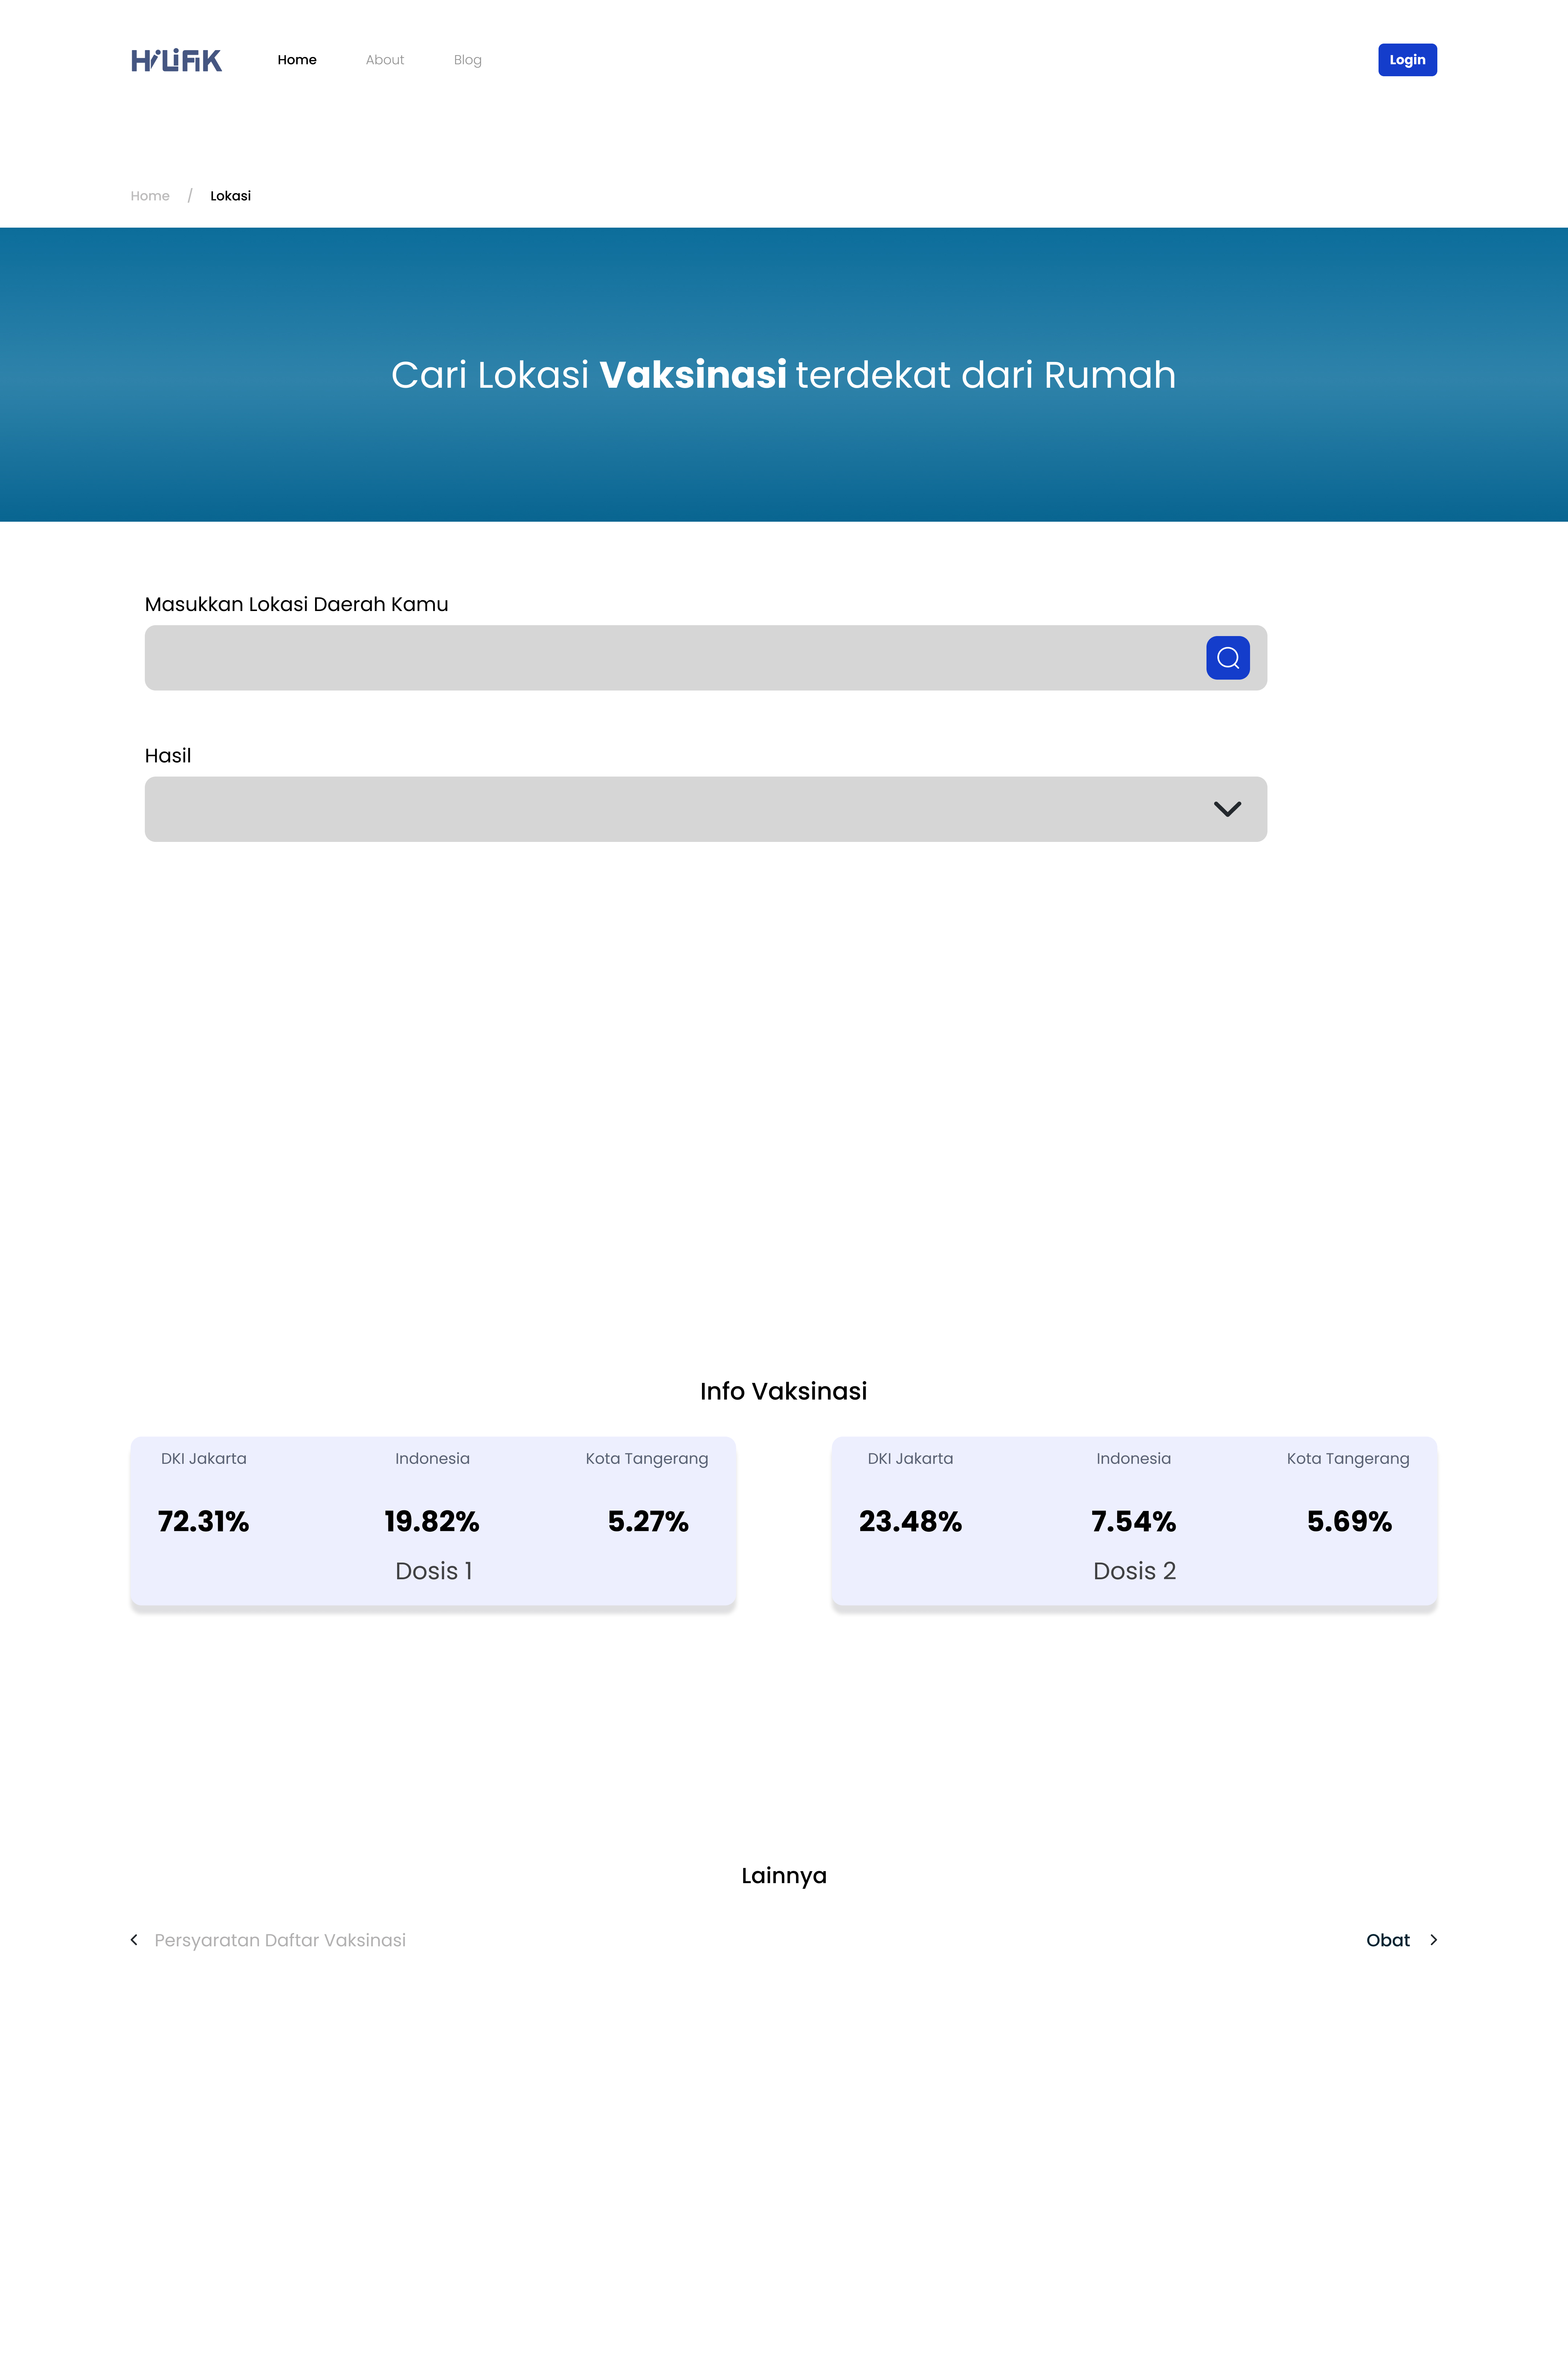 HiLiFiK
Home About Blog
Login
Home / Lokasi
Cari Lokasi Vaksinasi terdekat dari Rumah
Masukkan Lokasi Daerah Kamu
Hasil
Info Vaksinasi
DKI Jakarta Indonesia Kota Tangerang
72.31% 19.82% 5.27%
Dosis 1
DKI Jakarta Indonesia Kota Tangerang
23.48% 7.54% 5.69%
Dosis 2
Lainnya
Persyaratan Daftar Vaksinasi
Obat